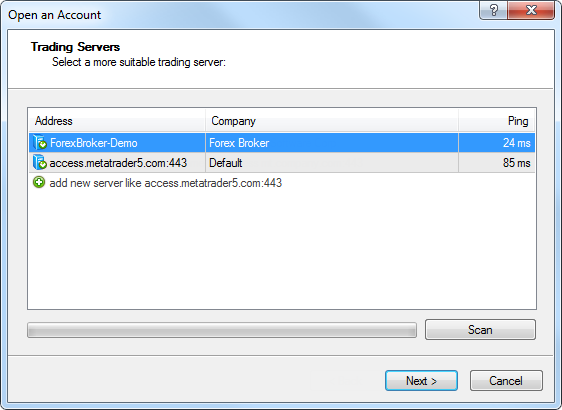 Open an Account
?
Trading Servers
Select a more suitable trading server:
Address Company Ping
ForexBroker-Demo Forex Broker 24 ms
access.metatrader5.com:443 Default 85 ms
add new server like access.metatrader5.com:443
Scan
Next > Cancel